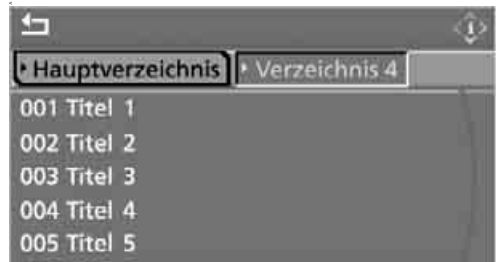 Hauptverzeichnis Verzeichnis 4
001 Titel 1
002 Titel 2
003 Titel 3
004 Titel 4
005 Titel 5